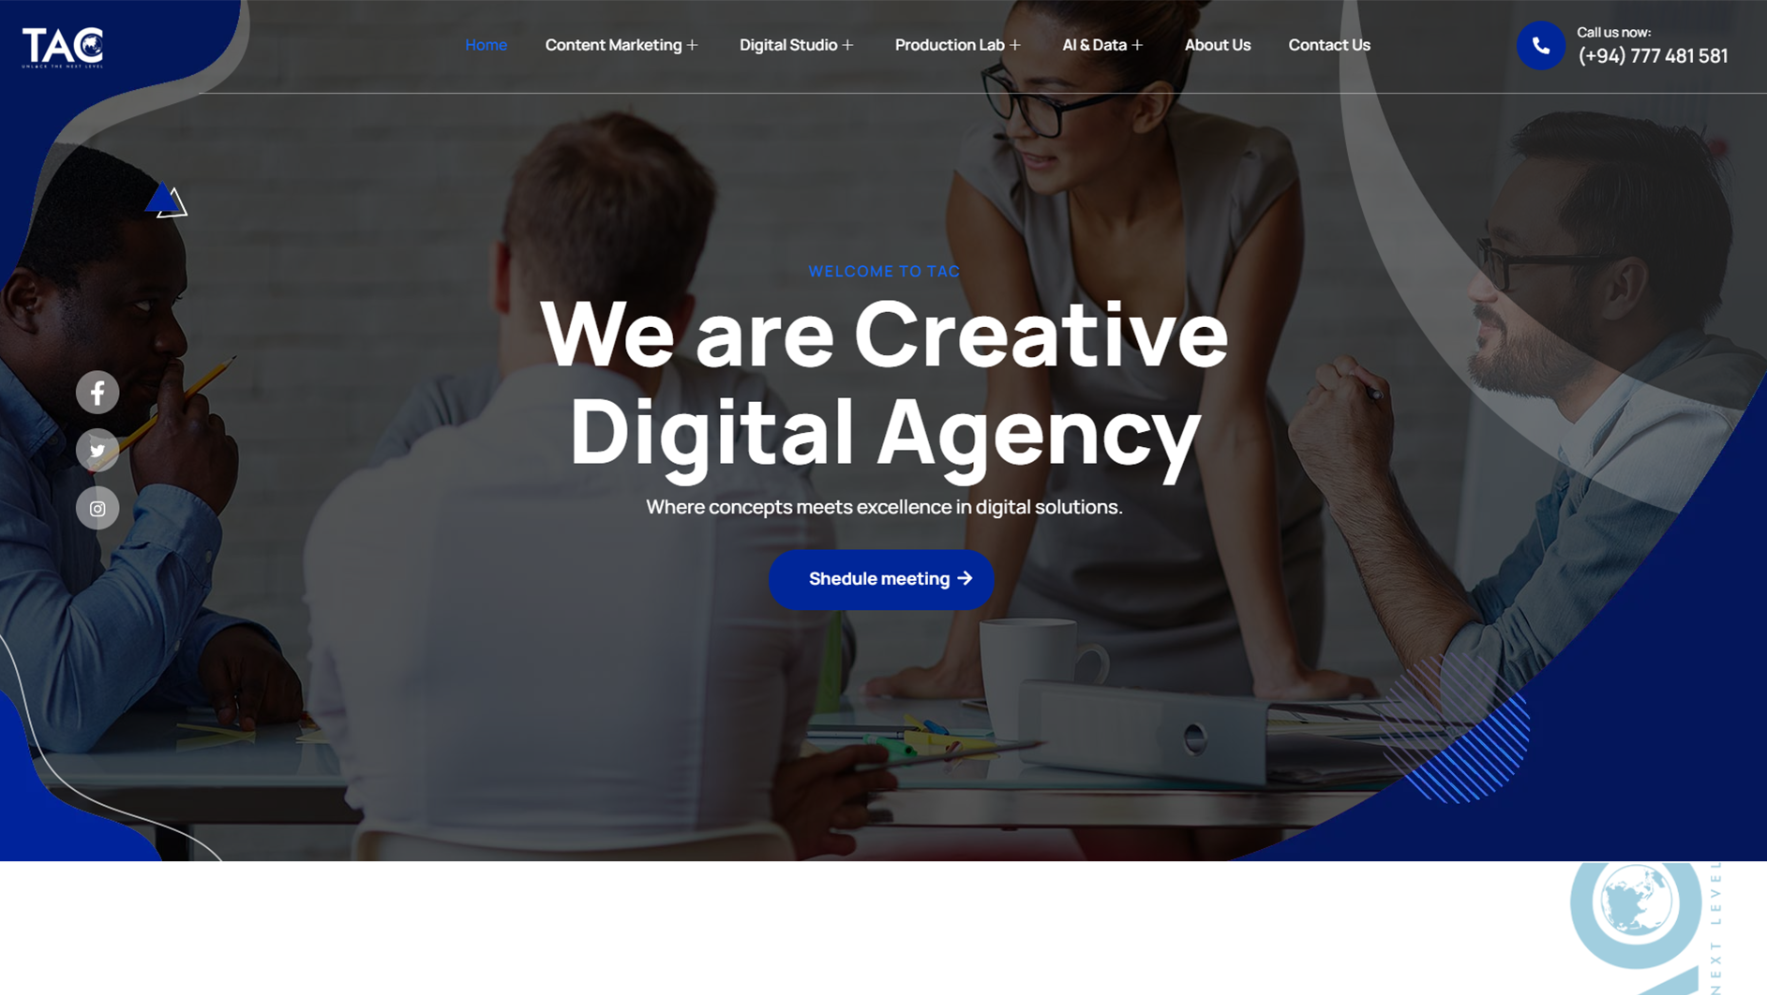 TAC
UNLOCK THE NEXT LEVEL
Home
Content Marketing +
Digital Studio +
Production Lab +
AI & Data +
About Us
Contact Us
Call us now:
(+94) 777 481 581
WELCOME TO TAC
We are Creative
Digital Agency
Where concepts meets excellence in digital solutions.
Shedule meeting
NEXT LEVEL